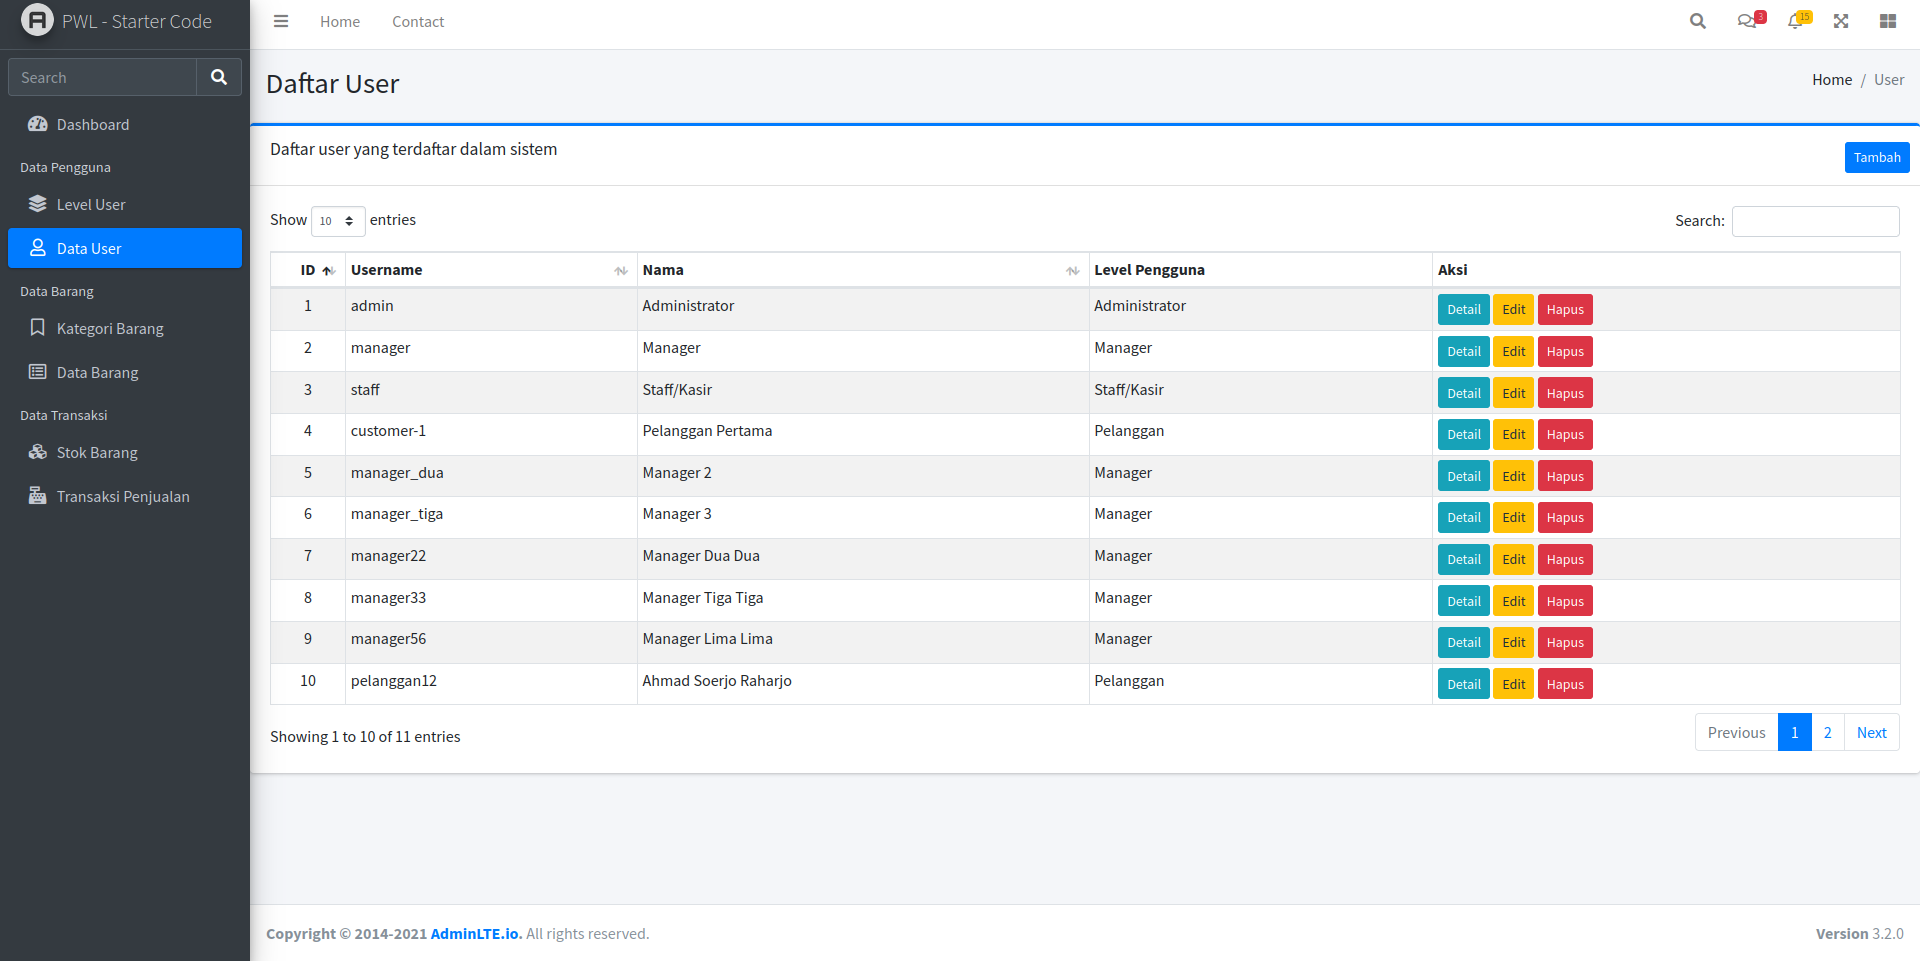 PWL - Starter Code
Home
Contact
3
15
Search
Dashboard
Data Pengguna
Level User
Data User
Data Barang
Kategori Barang
Data Barang
Data Transaksi
Stok Barang
Transaksi Penjualan
Daftar User
Home / User
Daftar user yang terdaftar dalam sistem
Tambah
Show 10 entries
Search:
ID Username Nama Level Pengguna Aksi
1 admin Administrator Administrator Detail Edit Hapus
2 manager Manager Manager Detail Edit Hapus
3 staff Staff/Kasir Staff/Kasir Detail Edit Hapus
4 customer-1 Pelanggan Pertama Pelanggan Detail Edit Hapus
5 manager_dua Manager 2 Manager Detail Edit Hapus
6 manager_tiga Manager 3 Manager Detail Edit Hapus
7 manager22 Manager Dua Dua Manager Detail Edit Hapus
8 manager33 Manager Tiga Tiga Manager Detail Edit Hapus
9 manager56 Manager Lima Lima Manager Detail Edit Hapus
10 pelanggan12 Ahmad Soerjo Raharjo Pelanggan Detail Edit Hapus
Showing 1 to 10 of 11 entries
Previous 1 2 Next
Copyright © 2014-2021 AdminLTE.io. All rights reserved.
Version 3.2.0